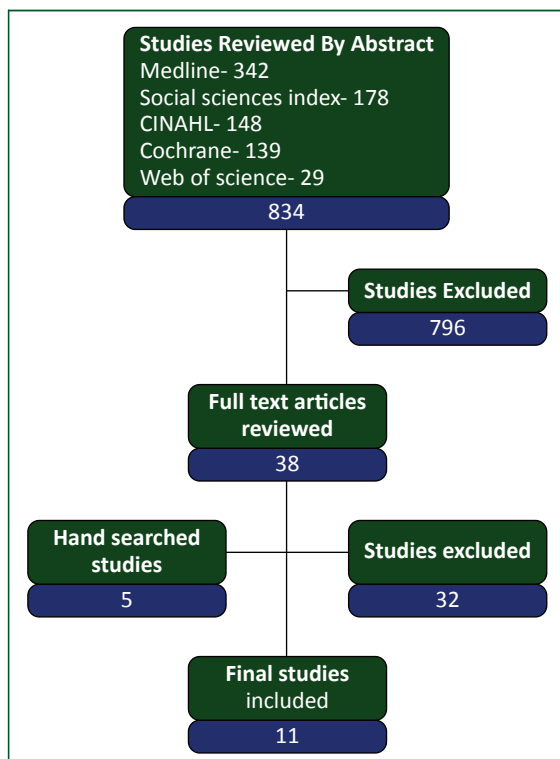 Studies Reviewed By Abstract
Medline- 342
Social sciences index- 178
CINAHL- 148
Cochrane- 139
Web of science- 29
834
Studies Excluded
796
Full text articles
reviewed
38
Hand searched
studies
5
Studies excluded
32
Final studies
included
11